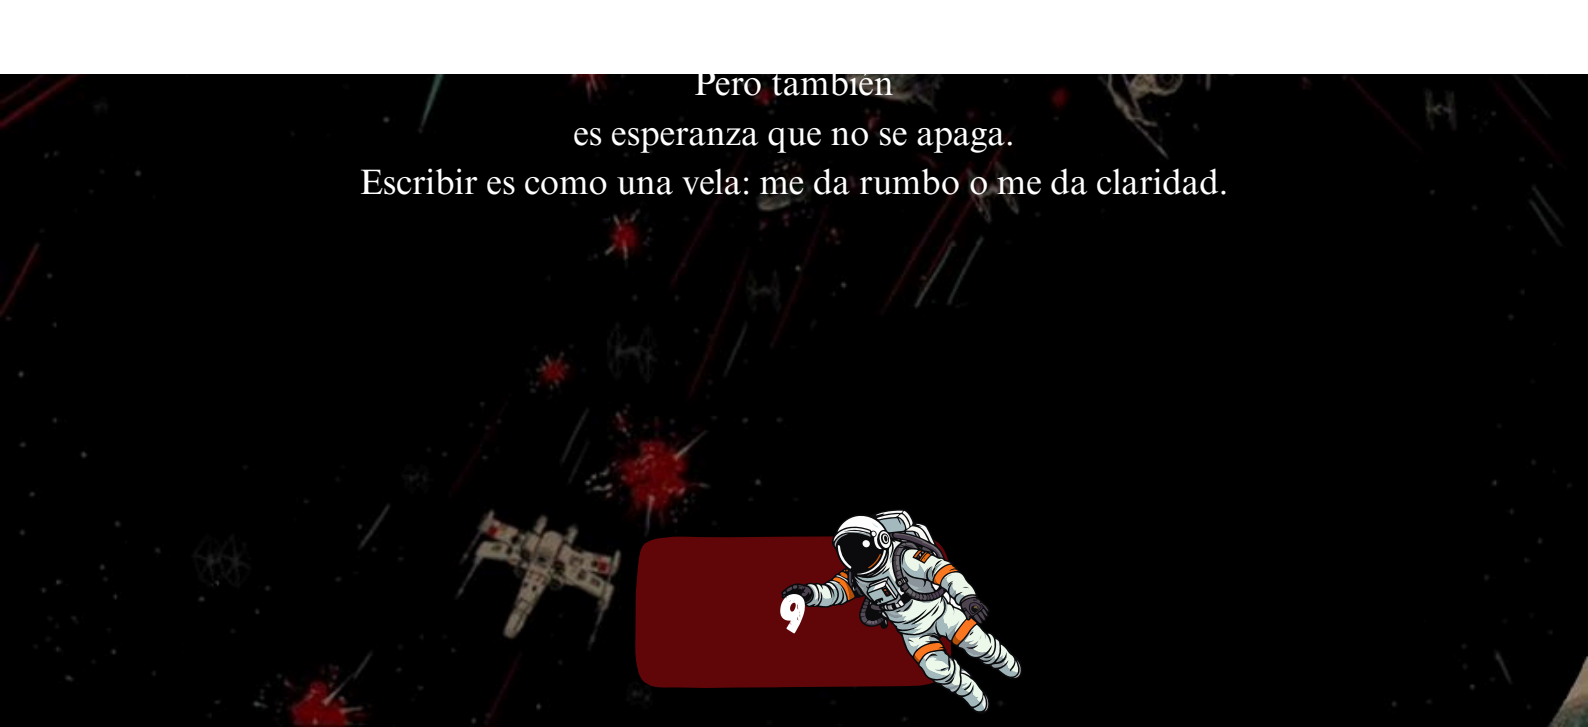 Pero también
es esperanza que no se apaga.
Escribir es como una vela: me da rumbo o me da claridad.
9